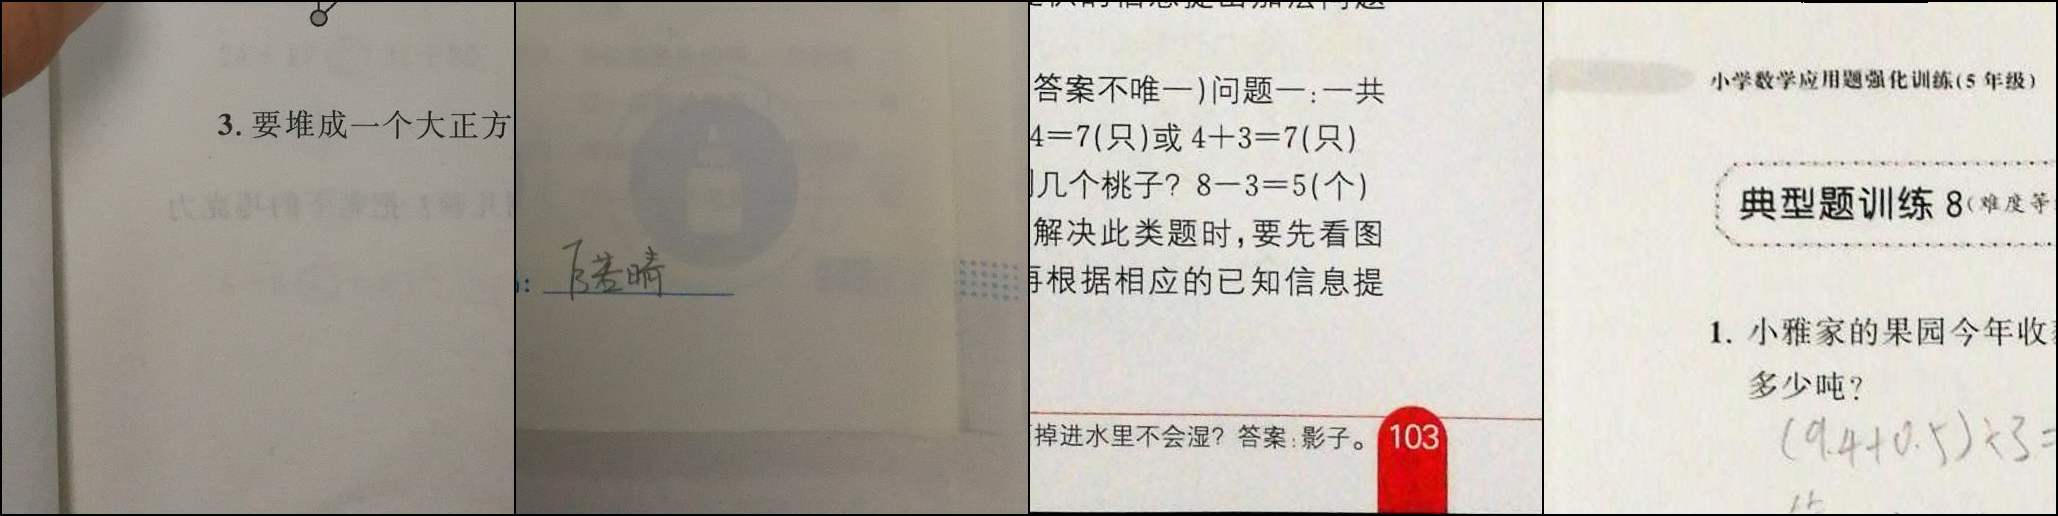 3.要堆成一个大正方
答案不唯一)问题一:一共
4=7(只)或 4+3=7(只)
几个桃子? 8-3=5(个)
解决此类题时,要先看图
再根据相应的已知信息提
掉进水里不会湿? 答案:影子。 103
小学数学应用题强化训练(5 年级)
典型题训练 8(难度等
1. 小雅家的果园今年收
多少吨?
(9.4+0.5)÷3=